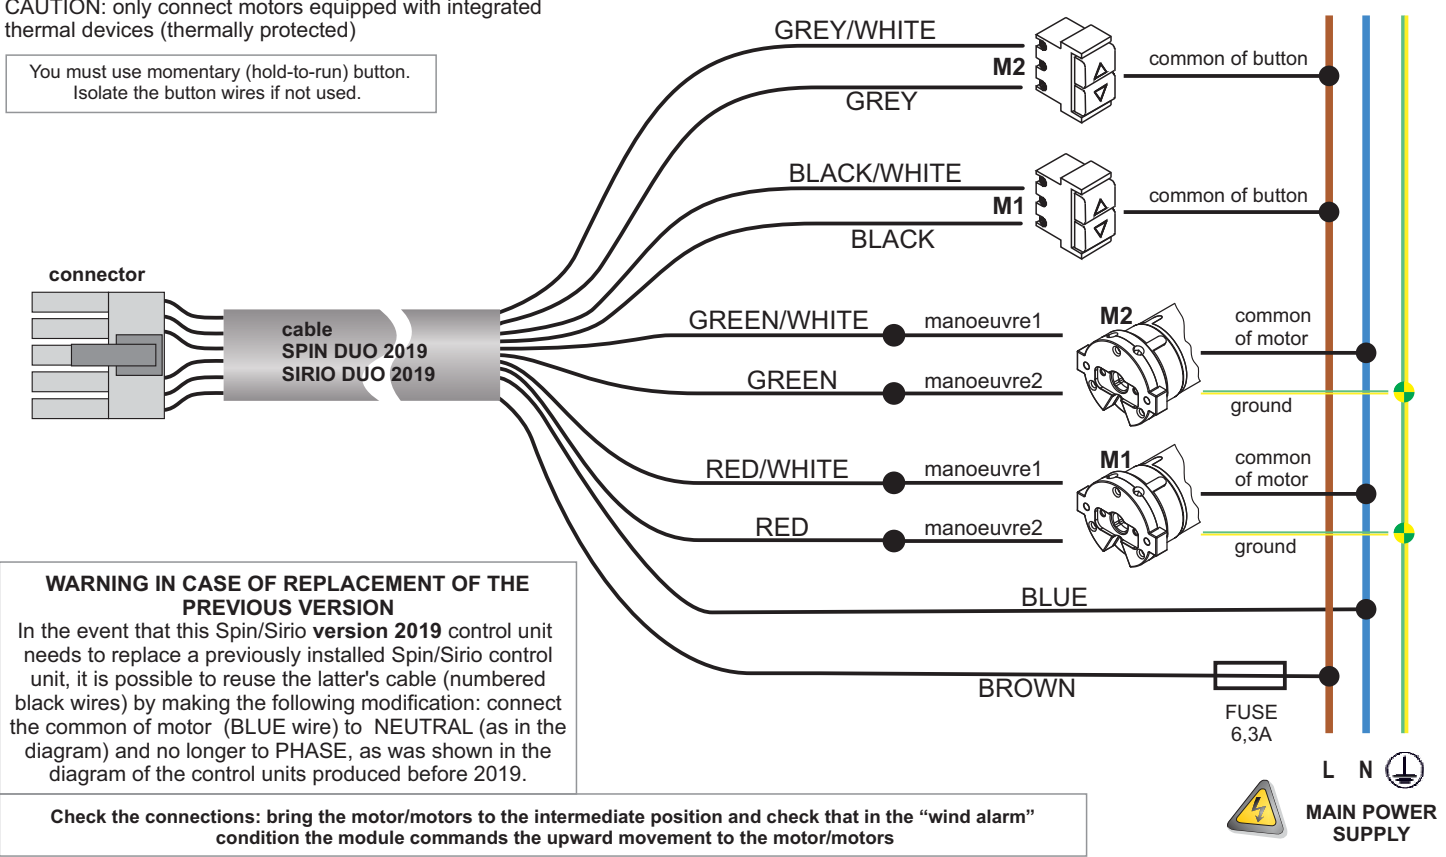 CAUTION: only connect motors equipped with integrated
thermal devices (thermally protected)
You must use momentary (hold-to-run) button.
Isolate the button wires if not used.
GREY/WHITE
M2
GREY
common of button
BLACK/WHITE
M1
BLACK
common of button
connector
cable
SPIN DUO 2019
SIRIO DUO 2019
GREEN/WHITE
manoeuvre1
M2
common
of motor
GREEN
manoeuvre2
ground
RED/WHITE
manoeuvre1
M1
common
of motor
RED
manoeuvre2
ground
BLUE
BROWN
FUSE
6,3A
L N
MAIN POWER
SUPPLY
WARNING IN CASE OF REPLACEMENT OF THE
PREVIOUS VERSION
In the event that this Spin/Sirio version 2019 control unit
needs to replace a previously installed Spin/Sirio control
unit, it is possible to reuse the latter's cable (numbered
black wires) by making the following modification: connect
the common of motor (BLUE wire) to NEUTRAL (as in the
diagram) and no longer to PHASE, as was shown in the
diagram of the control units produced before 2019.
Check the connections: bring the motor/motors to the intermediate position and check that in the “wind alarm”
condition the module commands the upward movement to the motor/motors